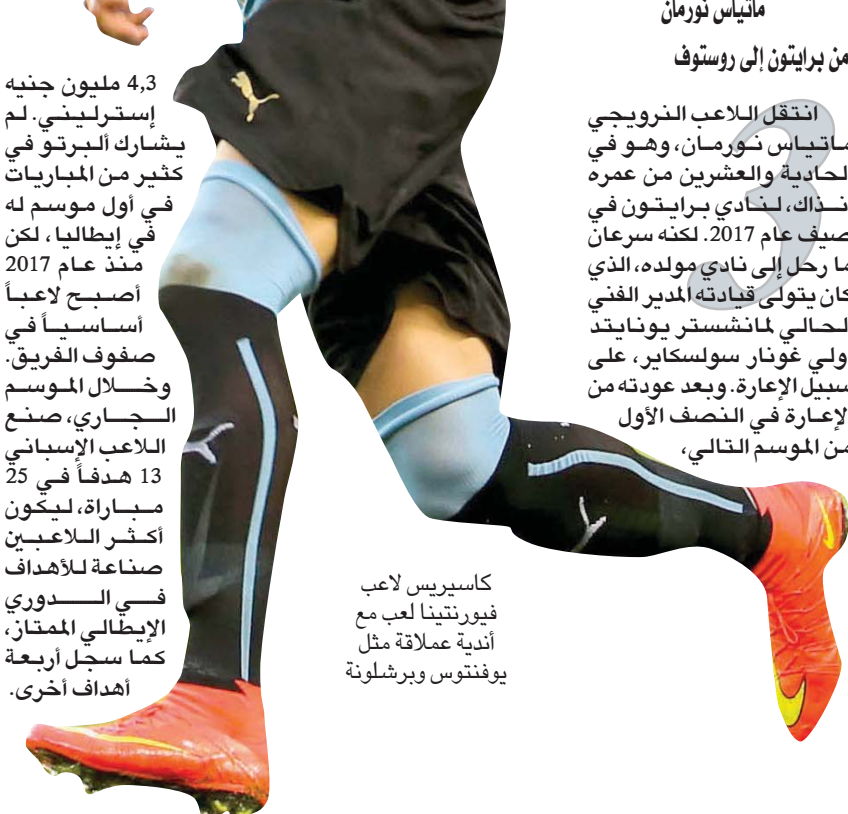 ماتياس نورمان
من برايتون إلى روستوف
3
انتقل اللاعب النرويجي
ماتياس نورمان، وهو في
الحادية والعشرين من عمره
آنذاك، لنادي برايتون في
صيف عام 2017. لكنه سرعان
ما رحل إلى نادي مولده، الذي
كان يتولى قيادته المدير الفني
الحالي لمانشستر يونايتد
أولي غونار سولسكاير، على
سبيل الإعارة. وبعد عودته من
الإعارة في النصف الأول
من الموسم التالي،
4,3 مليون جنيه
إسترليني. لم
يشارك ألبرتو في
كثير من المباريات
في أول موسم له
في إيطاليا، لكن
منذ عام 2017
أصبح لاعباً
أساسياً في
صفوف الفريق.
وخلال الموسم
الجاري، صنع
اللاعب الإسباني
13 هدفاً في 25
مباراة، ليكون
أكثر اللاعبين
صناعة للأهداف
في الدوري
الإيطالي الممتاز،
كما سجل أربعة
أهداف أخرى.
كاسيريس لاعب
فيورنتينا لعب مع
أندية عملاقة مثل
يوفنتوس وبرشلونة